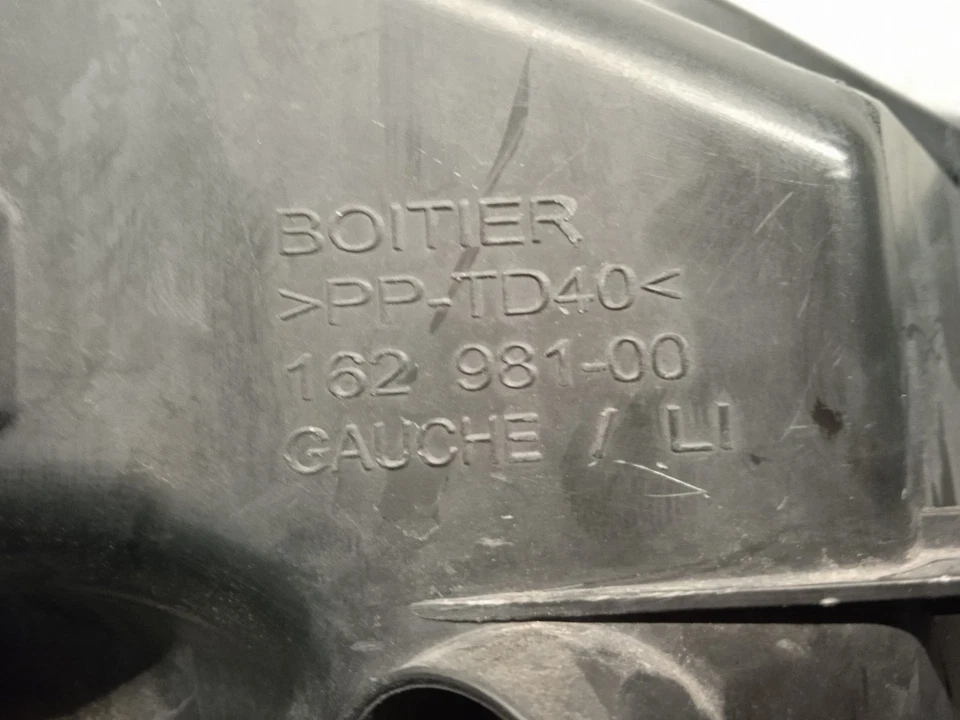 BOITIER
>PP-TD40<
162 981-00
GAUCHE / LI